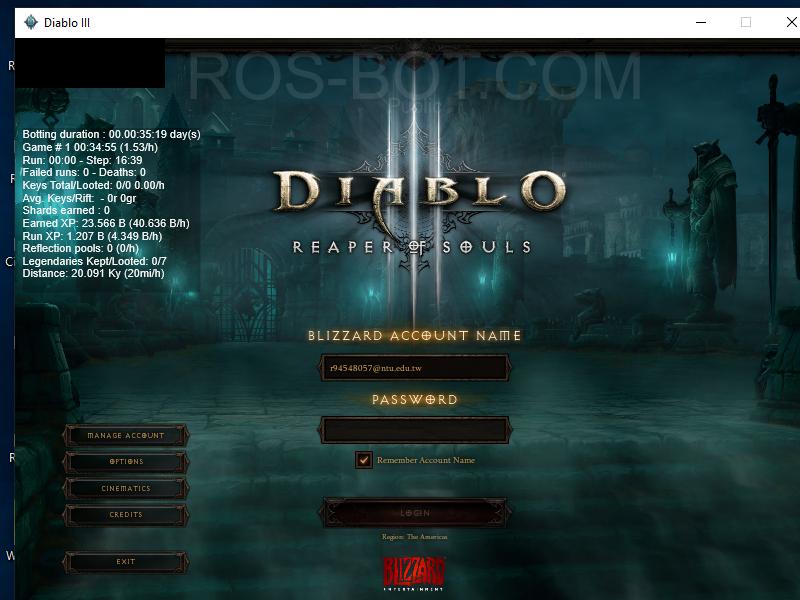 Diablo III
ROS-BOT.COM
Public
Botting duration : 00.00:35:19 day(s)
Game # 1 00:34:55 (1.53/h)
Run: 00:00 - Step: 16:39
Failed runs: 0 - Deaths: 0
Keys Total/Looted: 0/0 0.00/h
Avg. Keys/Rift:  - 0r 0gr
Shards earned : 0
Earned XP: 23.566 B (40.636 B/h)
Run XP: 1.207 B (4.349 B/h)
Reflection pools: 0 (0/h)
Legendaries Kept/Looted: 0/7
Distance: 20.091 Ky (20mi/h)
DIABLO
REAPER OF SOULS
BLIZZARD ACCOUNT NAME
r94548057@ntu.edu.tw
PASSWORD
Remember Account Name
MANAGE ACCOUNT
OPTIONS
CINEMATICS
CREDITS
EXIT
LOGIN
Region: The Americas
BLIZZARD
ENTERTAINMENT